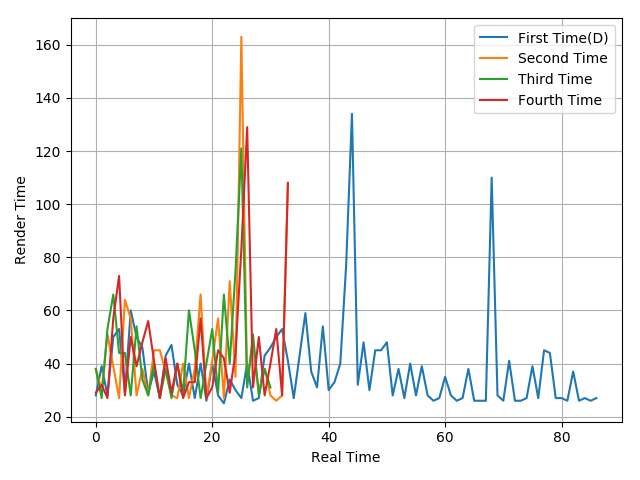 First Time(D)
Second Time
Third Time
Fourth Time
160
140
120
100
80
60
40
20
Render Time
0
20
40
60
80
Real Time